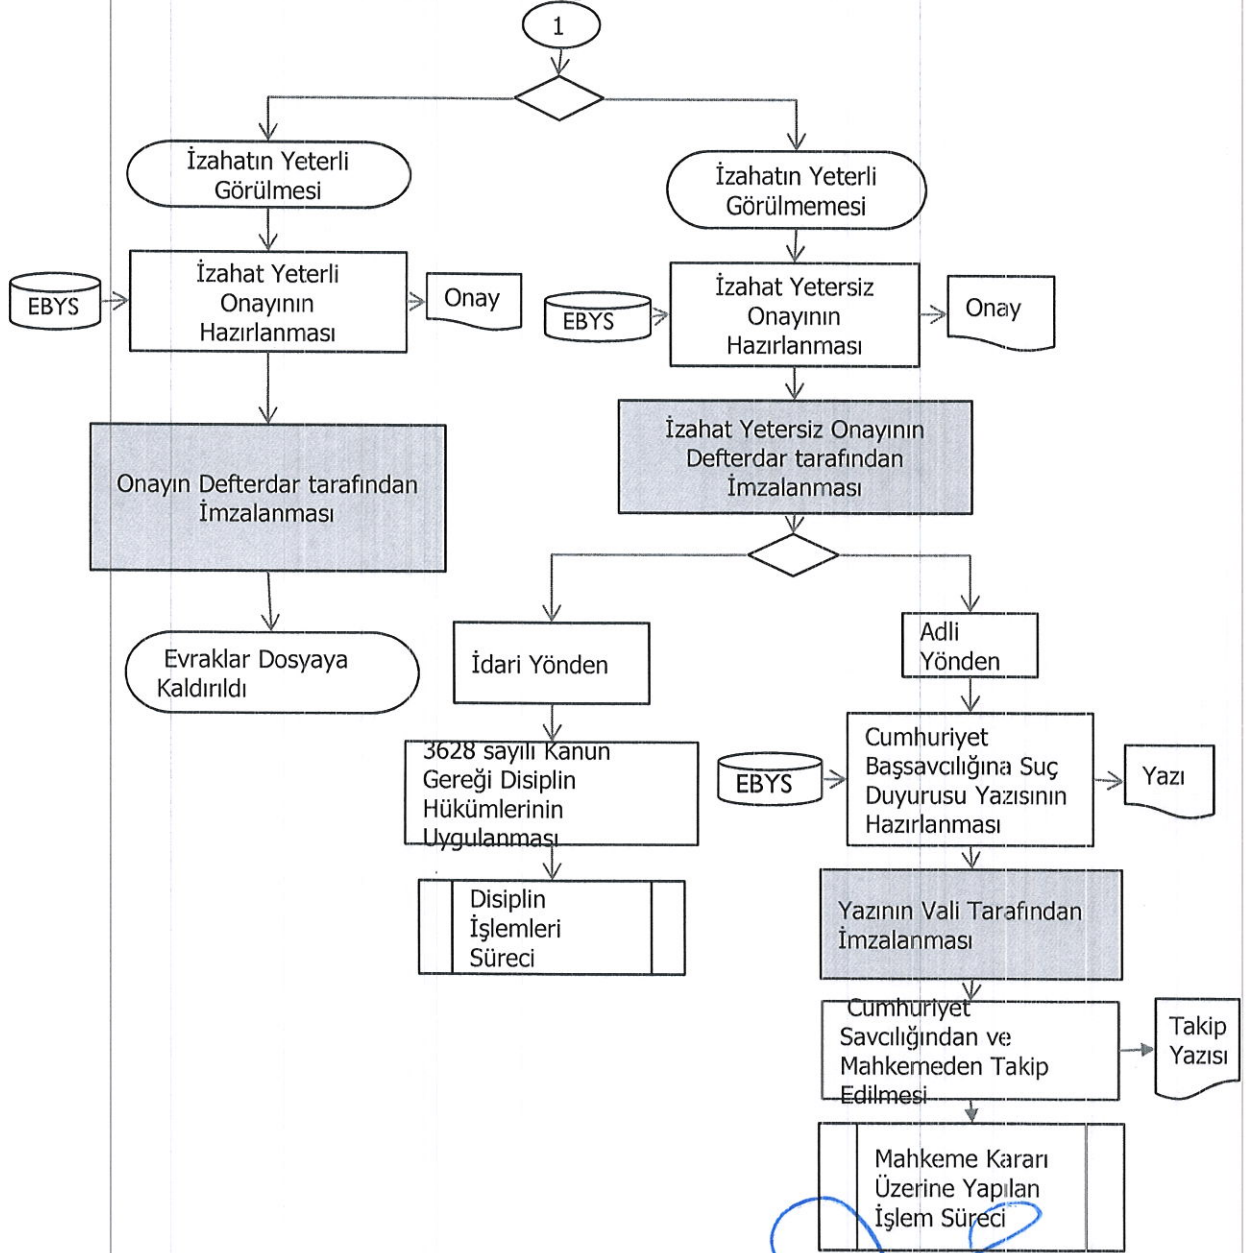 1
İzahatın Yeterli
Görülmesi
İzahatın Yeterli
Görülmemesi
EBYS
İzahat Yeterli
Onayının
Hazırlanması
Onay
EBYS
İzahat Yetersiz
Onayının
Hazırlanması
Onay
Onayın Defterdar tarafından
İmzalanması
İzahat Yetersiz Onayının
Defterdar tarafından
İmzalanması
Evraklar Dosyaya
Kaldırıldı
İdari Yönden
Adli
Yönden
3628 sayılı Kanun
Gereği Disiplin
Hükümlerinin
Uygulanması
EBYS
Cumhuriyet
Başsavcılığına Suç
Duyurusu Yazısının
Hazırlanması
Yazı
Disiplin
İşlemleri
Süreci
Yazının Vali Tarafından
İmzalanması
Cumhuriyet
Savcılığından ve
Mahkemeden Takip
Edilmesi
Takip
Yazısı
Mahkeme Kararı
Üzerine Yapılan
İşlem Süreci